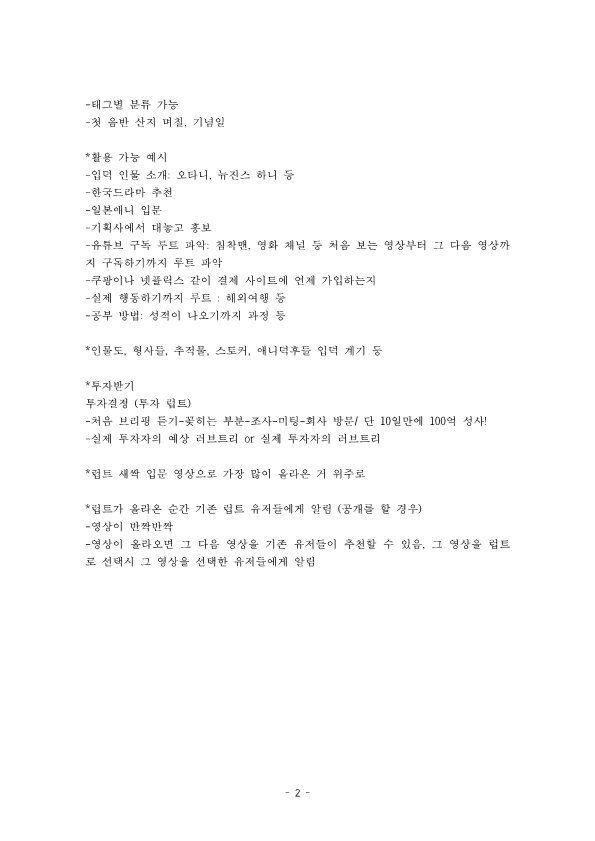 -태그별 분류 가능
-첫 음반 산지 며칠, 기념일
*활용 가능 예시
-입덕 인물 소개: 오타니, 뉴진스 하니 등
-한국드라마 추천
-일본애니 입문
-기획사에서 대놓고 홍보
-유튜브 구독 루트 파악: 침착맨, 영화 채널 등 처음 보는 영상부터 그 다음 영상까
지 구독하기까지 루트 파악
-쿠팡이나 넷플릭스 같이 결제 사이트에 언제 가입하는지
-실제 행동하기까지 루트 : 해외여행 등
-공부 방법: 성적이 나오기까지 과정 등
*인물도, 형사들, 추적물, 스토커, 애니덕후들 입덕 계기 등
*투자받기
투자결정 (투자 럽트)
-처음 브리핑 듣기-꽂히는 부분-조사-미팅-회사 방문/ 단 10일만에 100억 성사!
-실제 투자자의 예상 러브트리 or 실제 투자자의 러브트리
*럽트 새싹 입문 영상으로 가장 많이 올라온 거 위주로
*럽트가 올라온 순간 기존 럽트 유저들에게 알림 (공개를 할 경우)
-영상이 반짝반짝
-영상이 올라오면 그 다음 영상을 기존 유저들이 추천할 수 있음, 그 영상을 럽트
로 선택시 그 영상을 선택한 유저들에게 알림
- 2 -